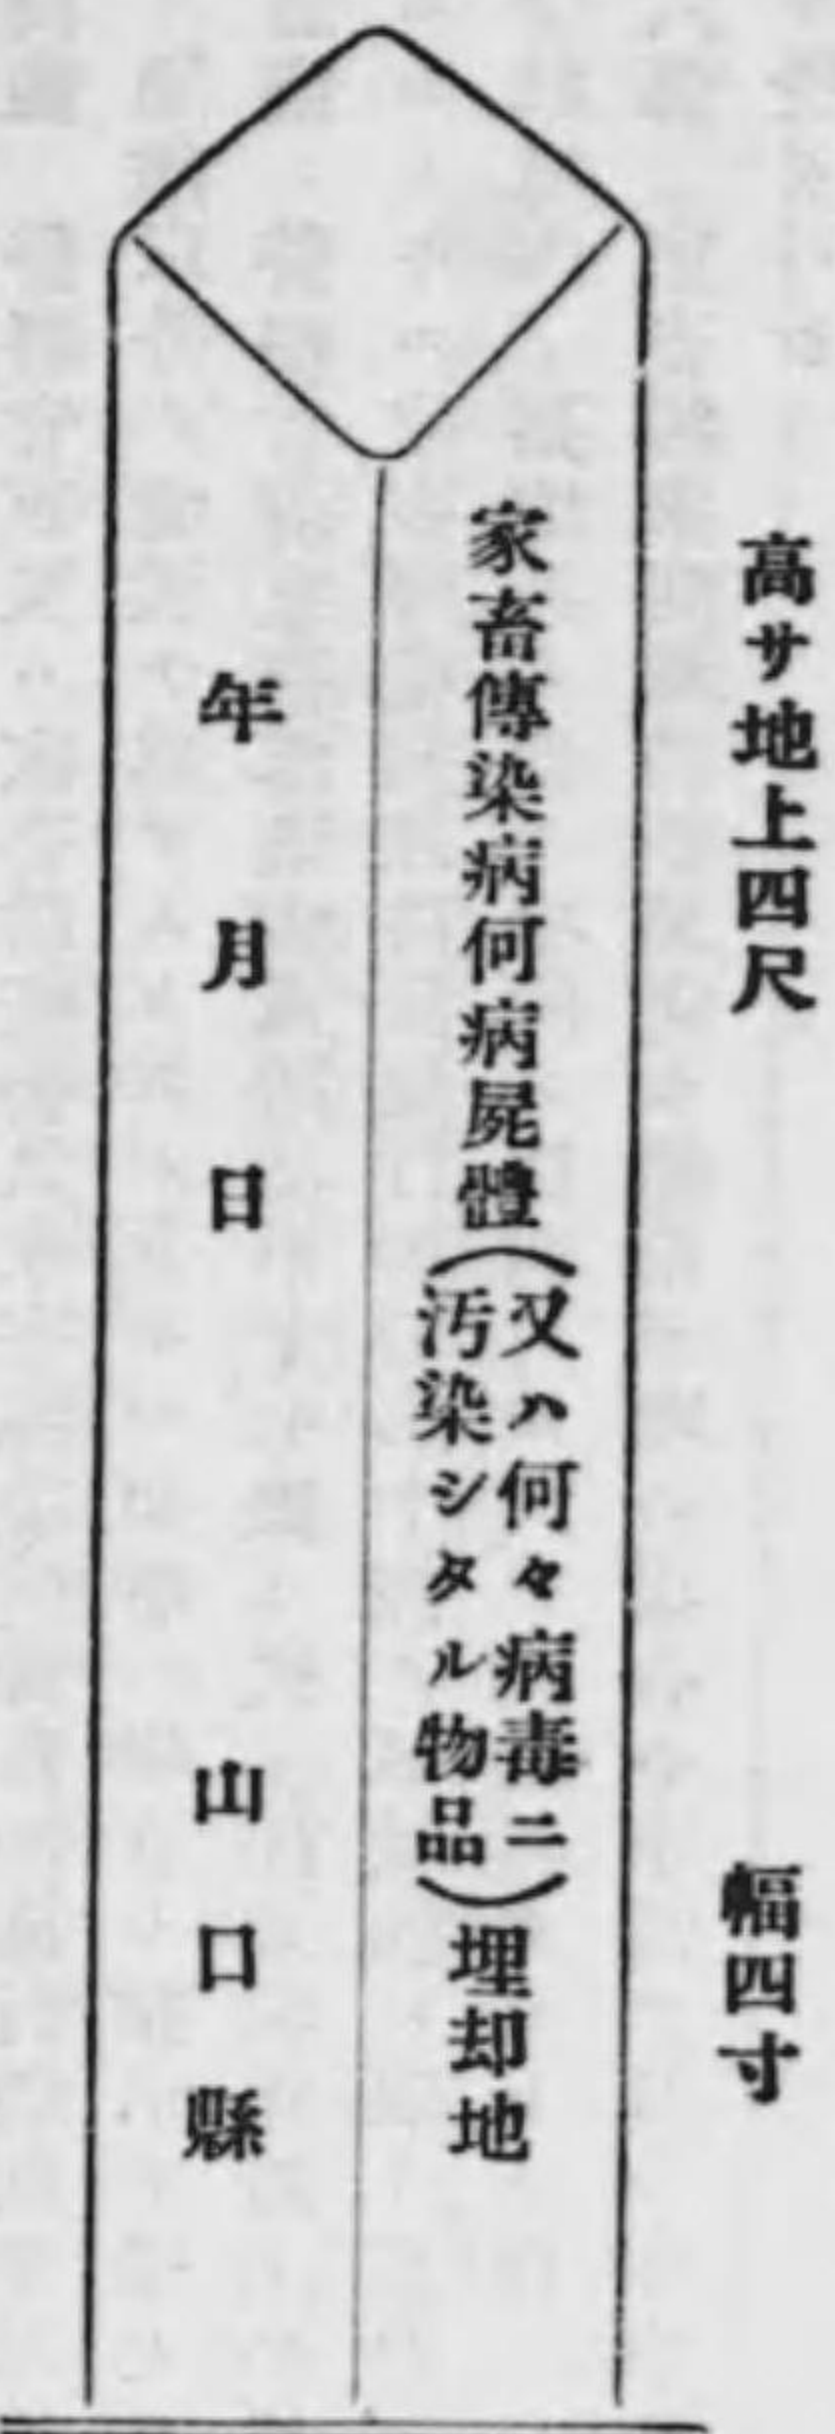 高サ地上四尺
幅四寸
家畜傳染病何病屍體(又ハ何々病毒ニ
汚染シタル物品)埋却地
年月日
山口縣